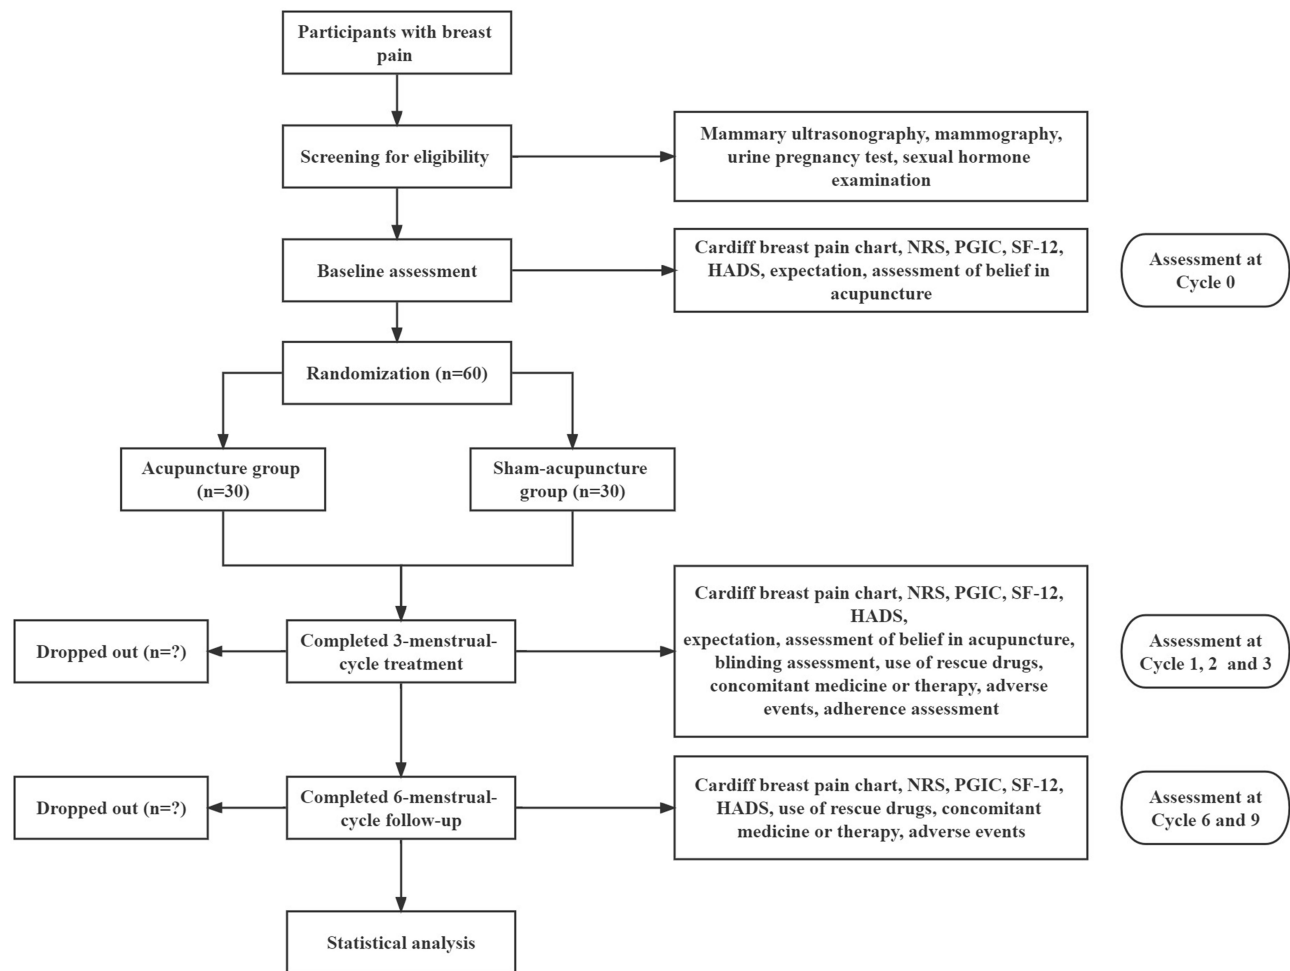 Participants with breast
pain
Screening for eligibility
Mammary ultrasonography, mammography,
urine pregnancy test, sexual hormone
examination
Baseline assessment
Cardiff breast pain chart, NRS, PGIC, SF-12,
HADS, expectation, assessment of belief in
acupuncture
Assessment at
Cycle 0
Randomization (n=60)
Acupuncture group
(n=30)
Sham-acupuncture
group (n=30)
Dropped out (n=?)
Completed 3-menstrual-
cycle treatment
Cardiff breast pain chart, NRS, PGIC, SF-12,
HADS,
expectation, assessment of belief in acupuncture,
blinding assessment, use of rescue drugs,
concomitant medicine or therapy, adverse
events, adherence assessment
Assessment at
Cycle 1, 2 and 3
Dropped out (n=?)
Completed 6-menstrual-
cycle follow-up
Cardiff breast pain chart, NRS, PGIC, SF-12,
HADS, use of rescue drugs, concomitant
medicine or therapy, adverse events
Assessment at
Cycle 6 and 9
Statistical analysis